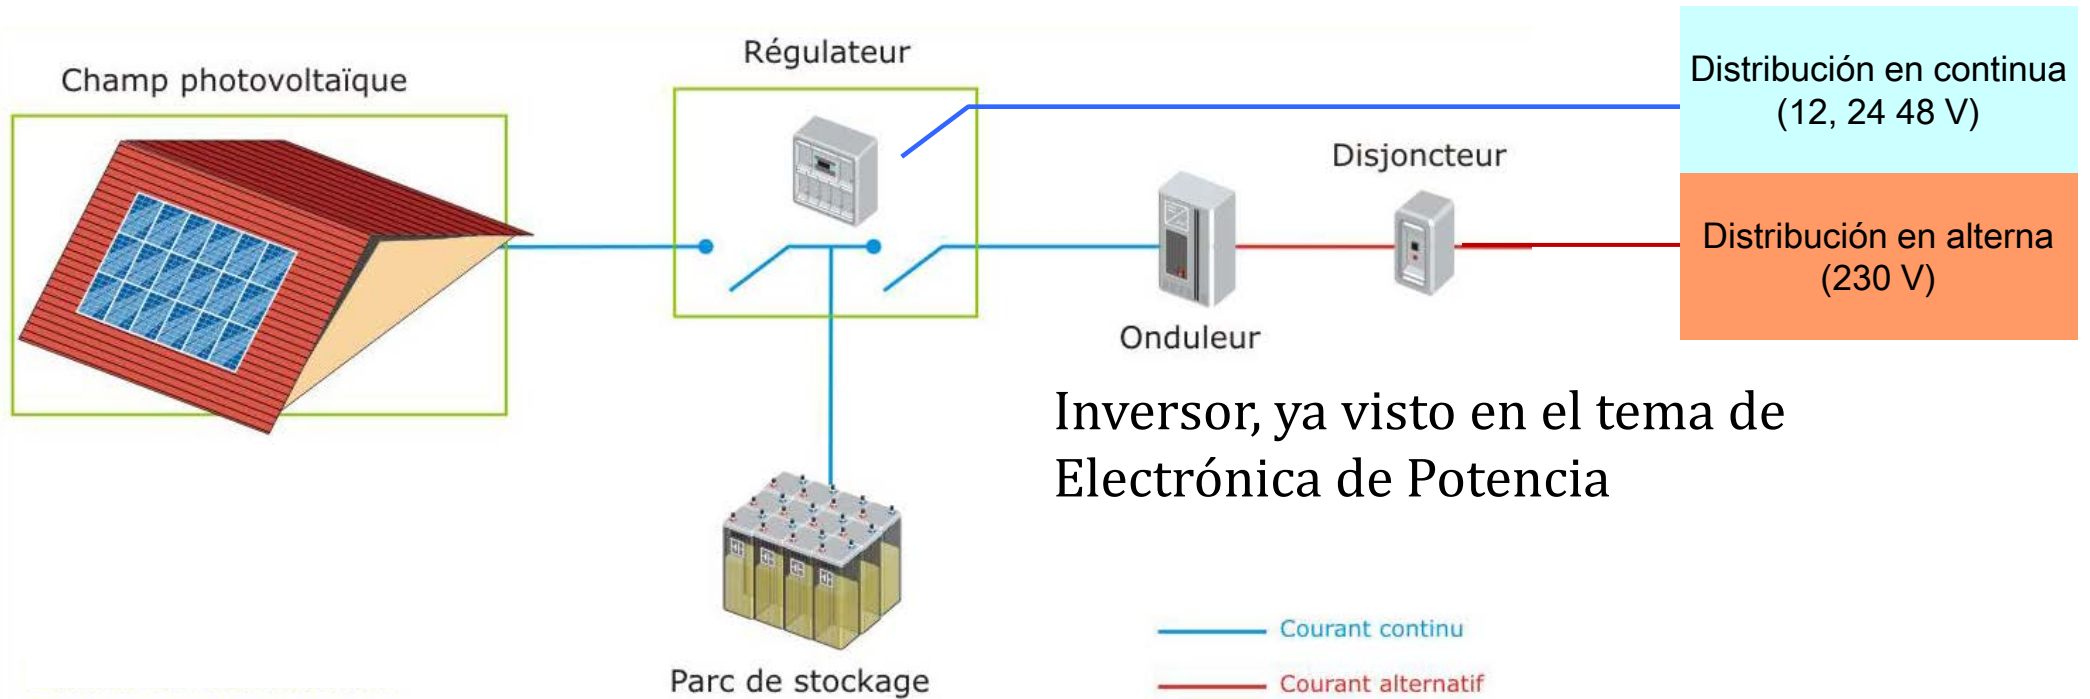 Champ photovoltaïque
Régulateur
Distribución en continua
(12, 24 48 V)
Disjoncteur
Distribución en alterna
(230 V)
Onduleur
Inversor, ya visto en el tema de
Electrónica de Potencia
Parc de stockage
Courant continu
Courant alternatif